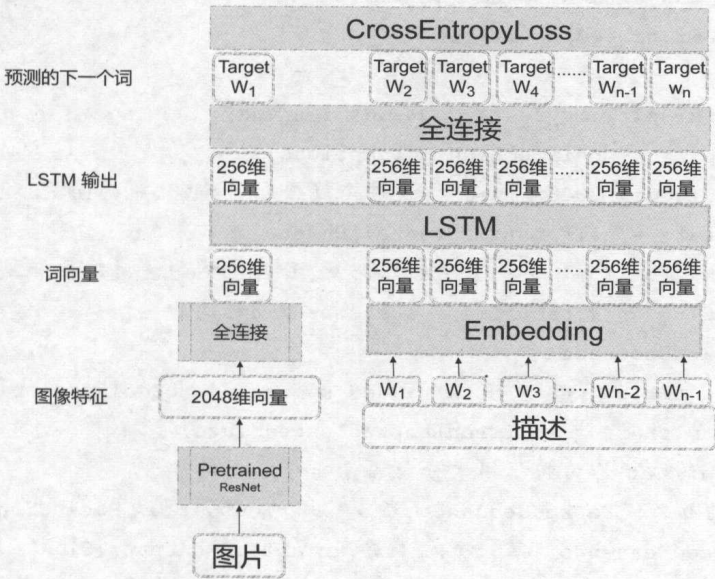 CrossEntropyLoss
预测的下一个词
Target W1
Target W2
Target W3
Target W4
......
Target Wn-1
Target wn
全连接
LSTM 输出
256维向量
256维向量
256维向量
256维向量
......
256维向量
256维向量
LSTM
词向量
256维向量
256维向量
256维向量
256维向量
......
256维向量
256维向量
全连接
Embedding
图像特征
2048维向量
W1
W2
W3
......
Wn-2
Wn-1
描述
Pretrained
ResNet
图片